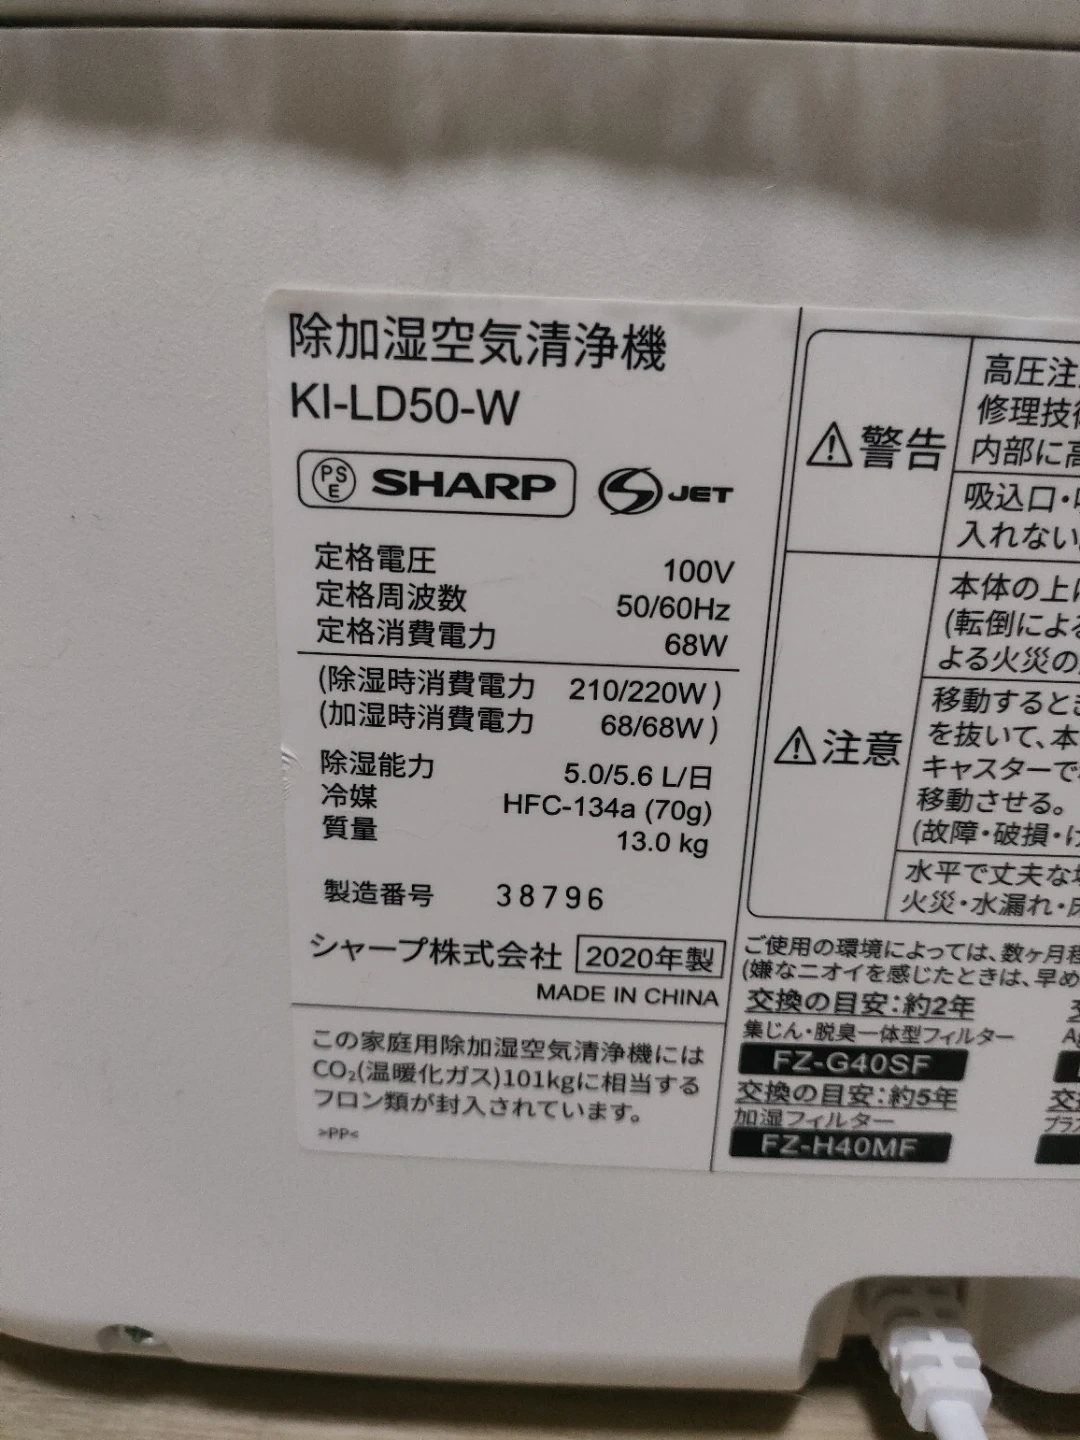 除加湿空気清浄機
KI-LD50-W
PSE SHARP JET
定格電圧 100V
定格周波数 50/60Hz
定格消費電力 68W
(除湿時消費電力 210/220W)
(加湿時消費電力 68/68W)
除湿能力 5.0/5.6 L/日
冷媒 HFC-134a (70g)
質量 13.0 kg
製造番号 38796
シャープ株式会社 2020年製
MADE IN CHINA
この家庭用除加湿空気清浄機には
CO₂(温暖化ガス)101kgに相当する
フロン類が封入されています。
>PP<
警告
高圧注
修理技術
内部に高
吸込口・
入れない
注意
本体の上に
(転倒による
よる火災の
移動するとき
を抜いて、本
キャスターで
移動させる。
(故障・破損・け
水平で丈夫な
火災・水漏れ・
ご使用の環境によっては、数ヶ月程
(嫌なニオイを感じたときは、早め
交換の目安:約2年
集じん・脱臭一体型フィルター
FZ-G40SF
交換の目安:約5年
加湿フィルター
FZ-H40MF
Ag
交
プラ